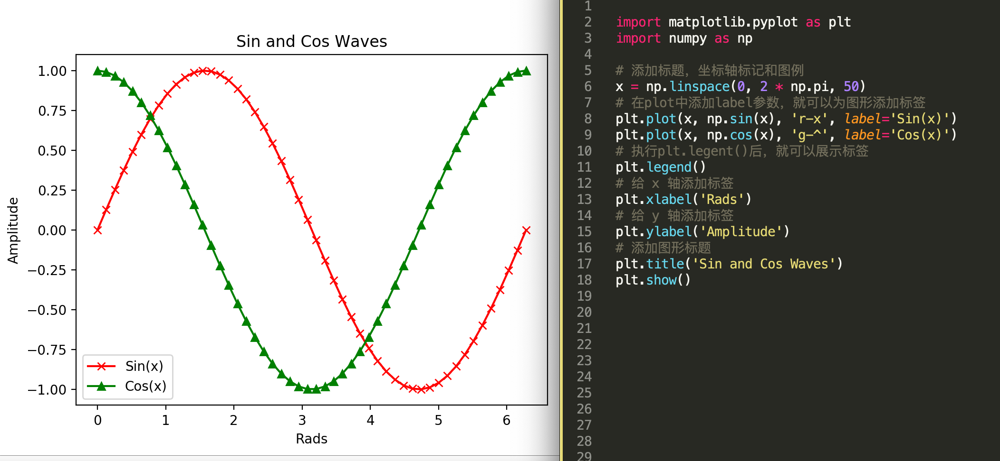 Sin and Cos Waves
1.00
0.75
0.50
0.25
0.00
−0.25
−0.50
−0.75
−1.00
Amplitude
Sin(x)
Cos(x)
0 1 2 3 4 5 6
Rads
1
2 import matplotlib.pyplot as plt
3 import numpy as np
4
5 # 添加标题，坐标轴标记和图例
6 x = np.linspace(0, 2 * np.pi, 50)
7 # 在plot中添加label参数，就可以为图形添加标签
8 plt.plot(x, np.sin(x), 'r-x', label='Sin(x)')
9 plt.plot(x, np.cos(x), 'g-^', label='Cos(x)')
10 # 执行plt.legent()后，就可以展示标签
11 plt.legend()
12 # 给 x 轴添加标签
13 plt.xlabel('Rads')
14 # 给 y 轴添加标签
15 plt.ylabel('Amplitude')
16 # 添加图形标题
17 plt.title('Sin and Cos Waves')
18 plt.show()
19
20
21
22
23
24
25
26
27
28
29